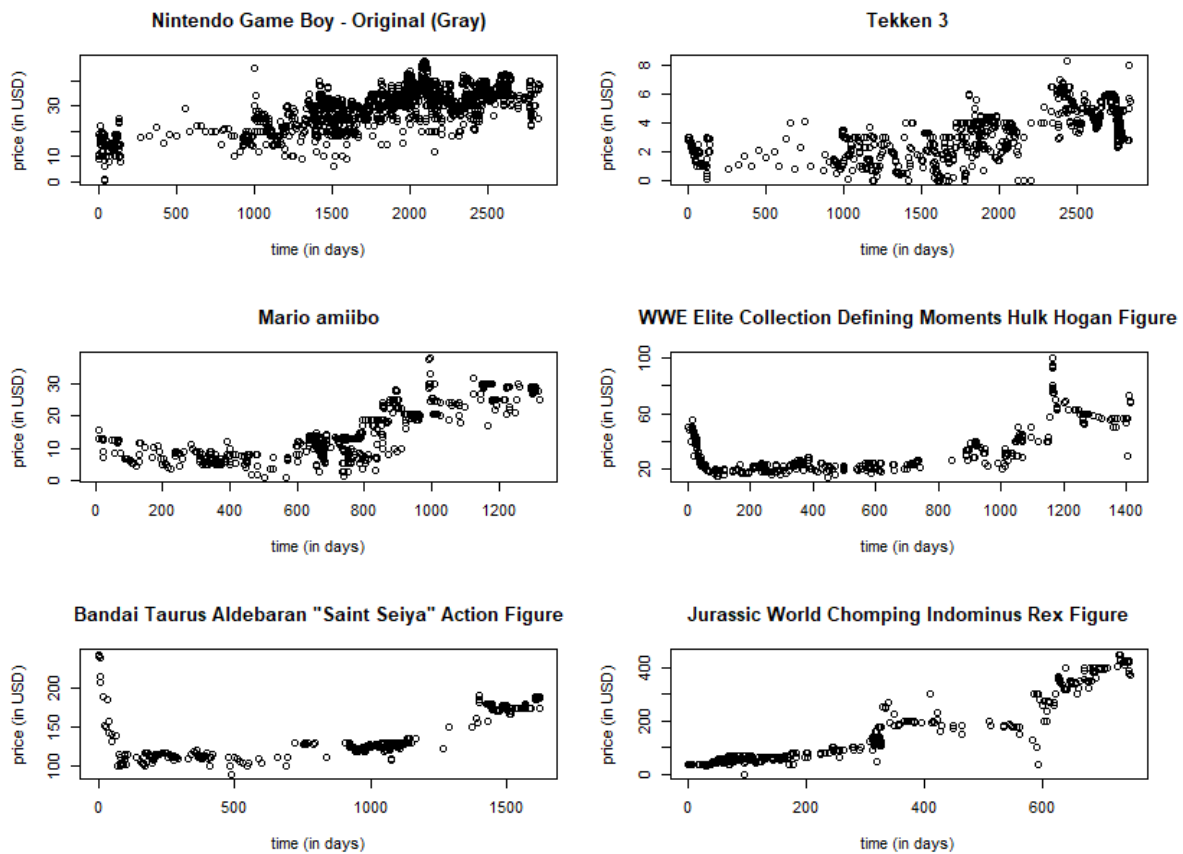 Nintendo Game Boy - Original (Gray)
price (in USD)
0 10 30
0 500 1000 1500 2000 2500
time (in days)
Tekken 3
price (in USD)
0 2 4 6 8
0 500 1000 1500 2000 2500
time (in days)
Mario amiibo
price (in USD)
0 10 20 30
0 200 400 600 800 1000 1200
time (in days)
WWE Elite Collection Defining Moments Hulk Hogan Figure
price (in USD)
20 60 100
0 200 400 600 800 1000 1200 1400
time (in days)
Bandai Taurus Aldebaran "Saint Seiya" Action Figure
price (in USD)
100 150 200
0 500 1000 1500
time (in days)
Jurassic World Chomping Indominus Rex Figure
price (in USD)
0 200 400
0 200 400 600
time (in days)